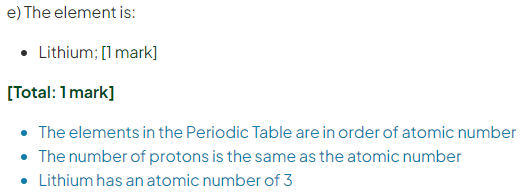 e) The element is:
• Lithium; [1 mark]
[Total: 1 mark]
• The elements in the Periodic Table are in order of atomic number
• The number of protons is the same as the atomic number
• Lithium has an atomic number of 3